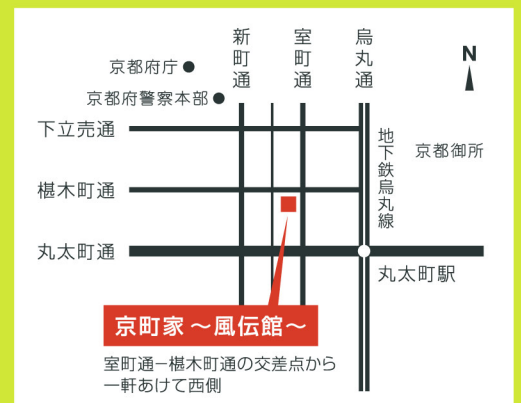 新町通
室町通
烏丸通
N
京都府庁
京都府警察本部
下立売通
地下鉄烏丸線
京都御所
椹木町通
丸太町通
丸太町駅
京町家 ～風伝館～
室町通−椹木町通の交差点から
一軒あけて西側